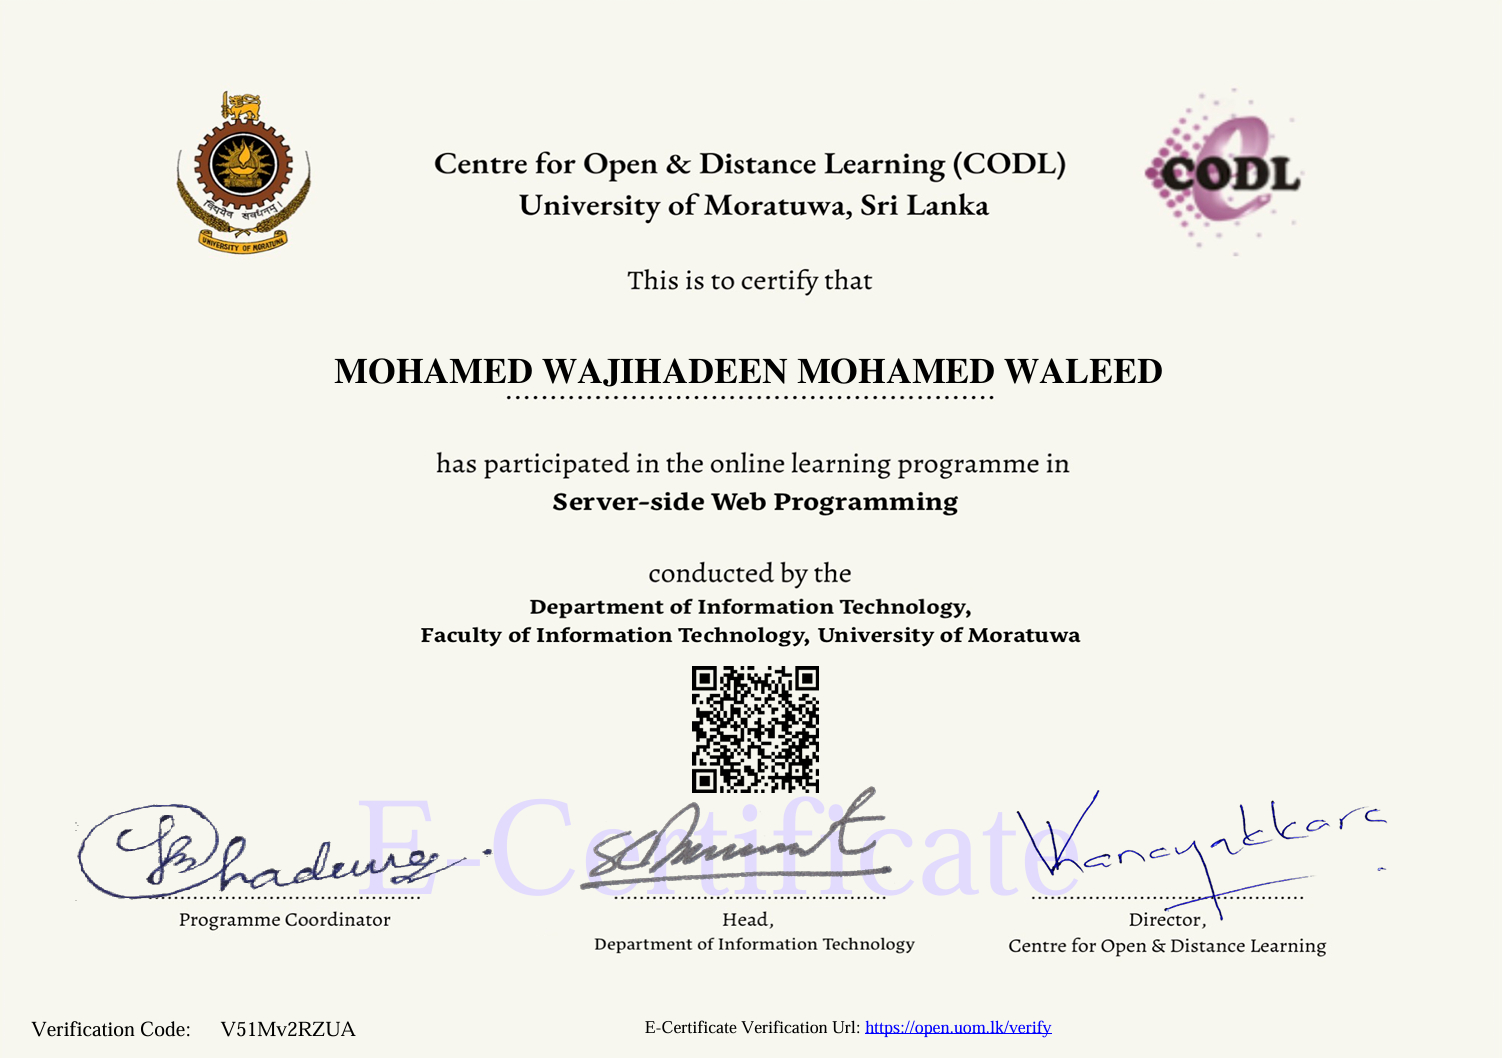 Centre for Open & Distance Learning (CODL)
University of Moratuwa, Sri Lanka
CODL
UNIVERSITY OF MORATUWA
This is to certify that
MOHAMED WAJIHADEEN MOHAMED WALEED
has participated in the online learning programme in
Server-side Web Programming
conducted by the
Department of Information Technology,
Faculty of Information Technology, University of Moratuwa
E-Certificate
Programme Coordinator
Head,
Department of Information Technology
Director,
Centre for Open & Distance Learning
Verification Code: V51Mv2RZUA
E-Certificate Verification Url: https://open.uom.lk/verify